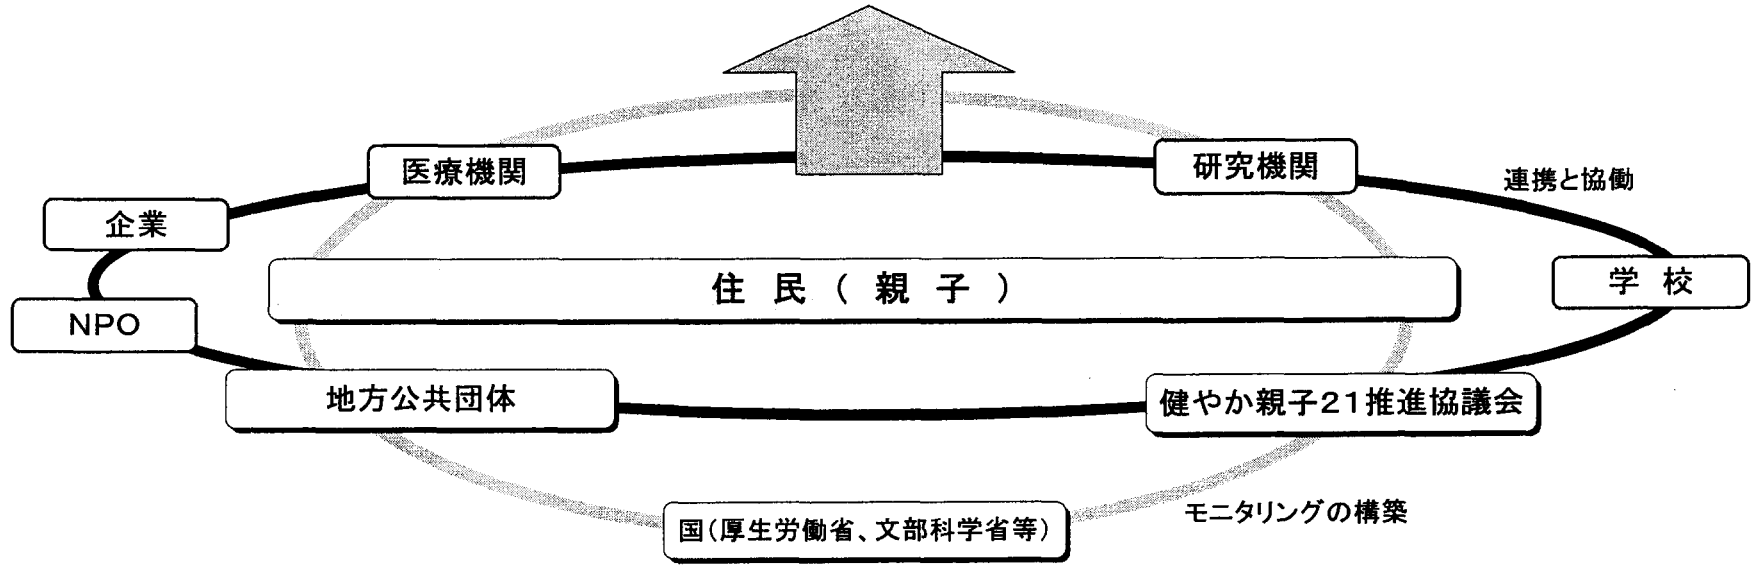 医療機関
研究機関
連携と協働
企業
住民(親子)
学校
NPO
地方公共団体
健やか親子21推進協議会
国(厚生労働省、文部科学省等)
モニタリングの構築